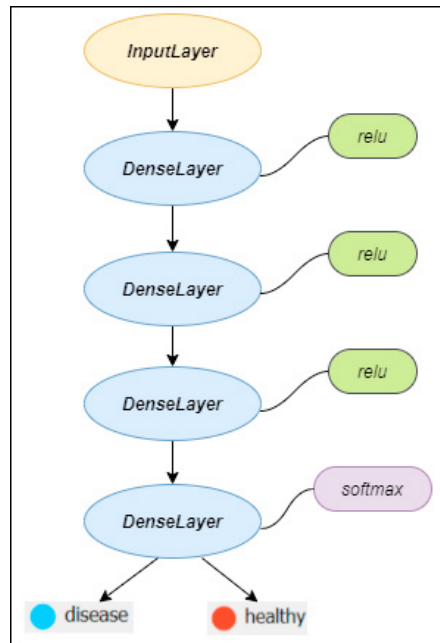 InputLayer
relu
DenseLayer
relu
DenseLayer
relu
DenseLayer
softmax
DenseLayer
disease
healthy